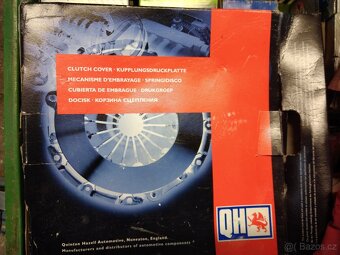 CLUTCH COVER · KUPPLUNGSDRUCKPLATTE
MECANISME D'EMBRAYAGE · SPINGIDISCO
CUBIERTA DE EMBRAGUE · DRUKGROEP
DOCISK · КОРЗИНА СЦЕПЛЕНИЯ
QH
Quinton Hazell Automotive, Nuneaton, England.
Manufacturers and distributors of automotive components
bazos.cz